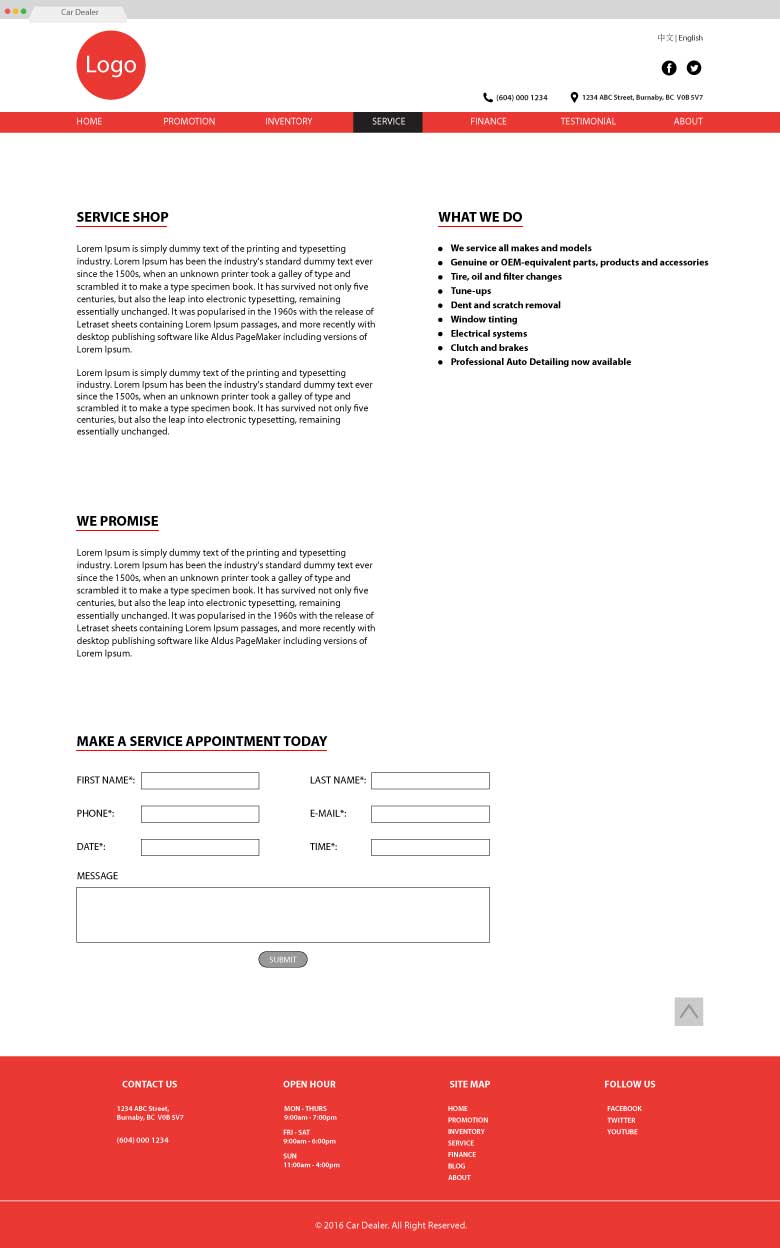 Car Dealer
Logo
中文 | English
(604) 000 1234
1234 ABC Street, Burnaby, BC V0B 5V7
HOME
PROMOTION
INVENTORY
SERVICE
FINANCE
TESTIMONIAL
ABOUT
SERVICE SHOP
Lorem Ipsum is simply dummy text of the printing and typesetting
industry. Lorem Ipsum has been the industry's standard dummy text ever
since the 1500s, when an unknown printer took a galley of type and
scrambled it to make a type specimen book. It has survived not only five
centuries, but also the leap into electronic typesetting, remaining
essentially unchanged. It was popularised in the 1960s with the release of
Letraset sheets containing Lorem Ipsum passages, and more recently with
desktop publishing software like Aldus PageMaker including versions of
Lorem Ipsum.
Lorem Ipsum is simply dummy text of the printing and typesetting
industry. Lorem Ipsum has been the industry's standard dummy text ever
since the 1500s, when an unknown printer took a galley of type and
scrambled it to make a type specimen book. It has survived not only five
centuries, but also the leap into electronic typesetting, remaining
essentially unchanged.
WHAT WE DO
● We service all makes and models
● Genuine or OEM-equivalent parts, products and accessories
● Tire, oil and filter changes
● Tune-ups
● Dent and scratch removal
● Window tinting
● Electrical systems
● Clutch and brakes
● Professional Auto Detailing now available
WE PROMISE
Lorem Ipsum is simply dummy text of the printing and typesetting
industry. Lorem Ipsum has been the industry's standard dummy text ever
since the 1500s, when an unknown printer took a galley of type and
scrambled it to make a type specimen book. It has survived not only five
centuries, but also the leap into electronic typesetting, remaining
essentially unchanged. It was popularised in the 1960s with the release of
Letraset sheets containing Lorem Ipsum passages, and more recently with
desktop publishing software like Aldus PageMaker including versions of
Lorem Ipsum.
MAKE A SERVICE APPOINTMENT TODAY
FIRST NAME*:
LAST NAME*:
PHONE*:
E-MAIL*:
DATE*:
TIME*:
MESSAGE
SUBMIT
CONTACT US
1234 ABC Street,
Burnaby, BC V0B 5V7
(604) 000 1234
OPEN HOUR
MON - THURS
9:00am - 7:00pm
FRI - SAT
9:00am - 6:00pm
SUN
11:00am - 4:00pm
SITE MAP
HOME
PROMOTION
INVENTORY
SERVICE
FINANCE
BLOG
ABOUT
FOLLOW US
FACEBOOK
TWITTER
YOUTUBE
© 2016 Car Dealer. All Right Reserved.